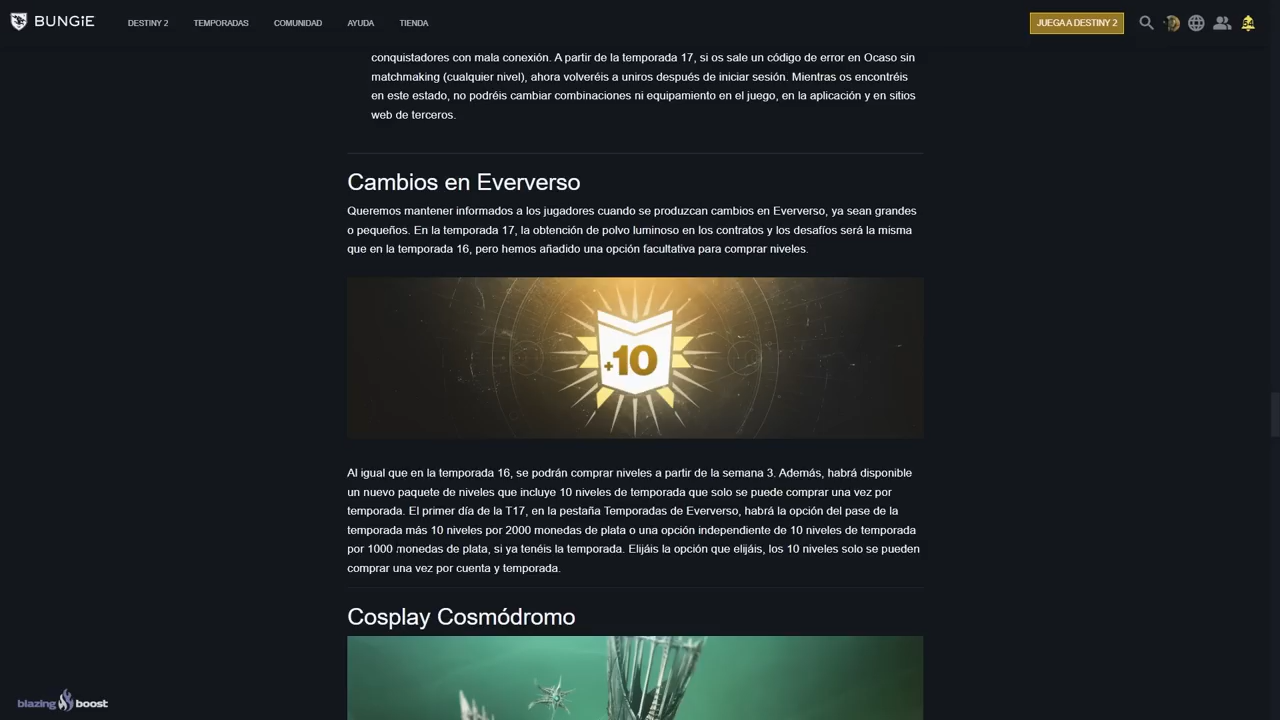 BUNGiE
DESTINY 2
TEMPORADAS
COMUNIDAD
AYUDA
TIENDA
JUEGA A DESTINY 2
54
conquistadores con mala conexión. A partir de la temporada 17, si os sale un código de error en Ocaso sin
matchmaking (cualquier nivel), ahora volveréis a uniros después de iniciar sesión. Mientras os encontréis
en este estado, no podréis cambiar combinaciones ni equipamiento en el juego, en la aplicación y en sitios
web de terceros.
Cambios en Eververso
Queremos mantener informados a los jugadores cuando se produzcan cambios en Eververso, ya sean grandes
o pequeños. En la temporada 17, la obtención de polvo luminoso en los contratos y los desafíos será la misma
que en la temporada 16, pero hemos añadido una opción facultativa para comprar niveles.
+10
Al igual que en la temporada 16, se podrán comprar niveles a partir de la semana 3. Además, habrá disponible
un nuevo paquete de niveles que incluye 10 niveles de temporada que solo se puede comprar una vez por
temporada. El primer día de la T17, en la pestaña Temporadas de Eververso, habrá la opción del pase de la
temporada más 10 niveles por 2000 monedas de plata o una opción independiente de 10 niveles de temporada
por 1000 monedas de plata, si ya tenéis la temporada. Elijáis la opción que elijáis, los 10 niveles solo se pueden
comprar una vez por cuenta y temporada.
Cosplay Cosmódromo
blazing boost